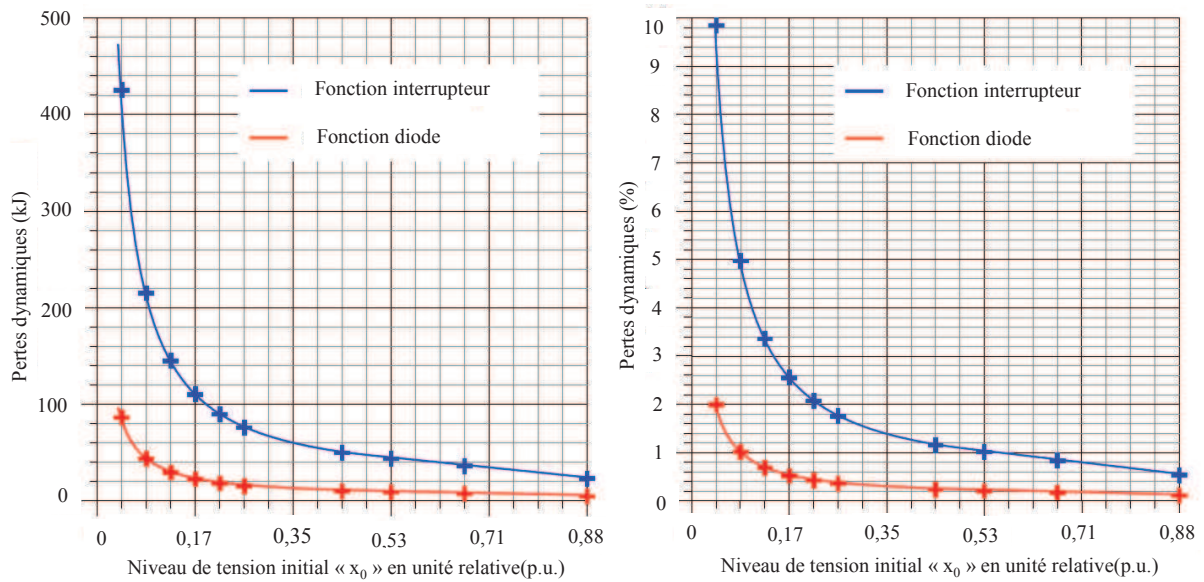 500
400
300
200
100
0
Pertes dynamiques (kJ)
Fonction interrupteur
Fonction diode
0 0,17 0,35 0.53 0,71 0,88
Niveau de tension initial « x0 » en unité relative(p.u.)
10
9
8
7
6
5
4
3
2
1
0
Pertes dynamiques (%)
Fonction interrupteur
Fonction diode
0 0,17 0,35 0.53 0,71 0,88
Niveau de tension initial « x0 » en unité relative(p.u.)